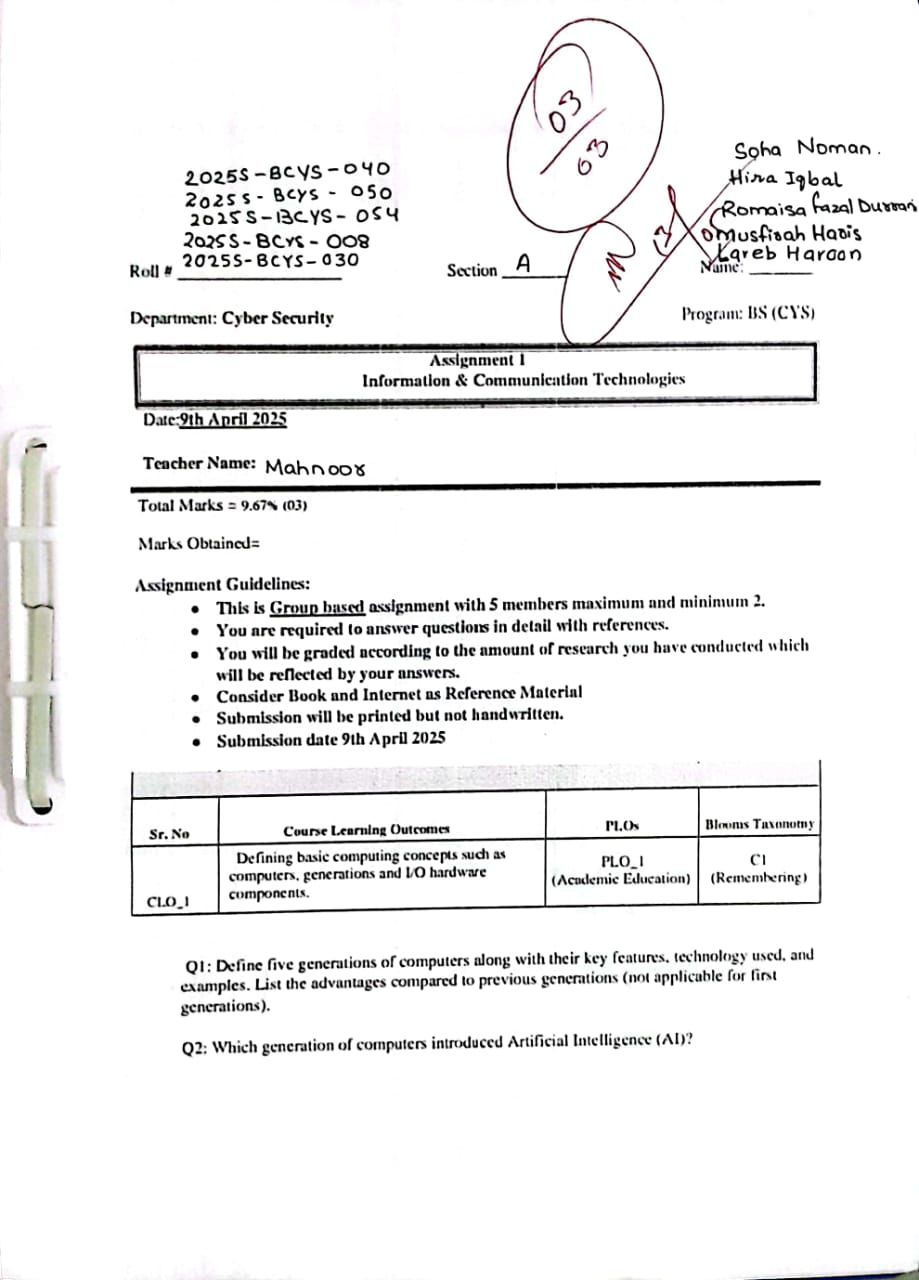 03
03
2025S-BCYS-040
2025S-BCYS-050
2025S-BCYS-054
2025S-BCYS-008
Roll # 2025S-BCYS-030
Section A
Soha Noman.
Hira Iqbal
Romaisa Fazal Durrani
Musfirah
Lareb Haroon
Name:
Department: Cyber Security
Program: BS (CYS)
Assignment 1
Information & Communication Technologies
Date:9th April 2025
Teacher Name: Mahnoor
Total Marks = 9.67% (03)
Marks Obtained=
Assignment Guidelines:
• This is Group based assignment with 5 members maximum and minimum 2.
• You are required to answer questions in detail with references.
• You will be graded according to the amount of research you have conducted which
will be reflected by your answers.
• Consider Book and Internet as Reference Material
• Submission will be printed but not handwritten.
• Submission date 9th April 2025
Sr. No Course Learning Outcomes PLOs Blooms Taxonomy
CLO_1 Defining basic computing concepts such as
computers, generations and I/O hardware
components.
PLO_1
(Academic Education)
C1
(Remembering)
Q1: Define five generations of computers along with their key features, technology used, and
examples. List the advantages compared to previous generations (not applicable for first
generations).
Q2: Which generation of computers introduced Artificial Intelligence (AI)?